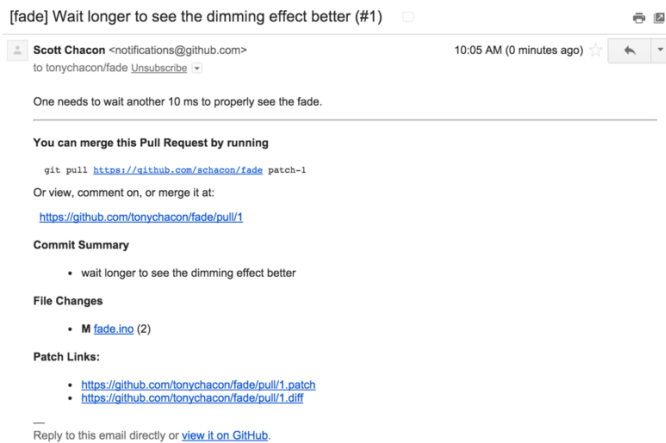 [fade] Wait longer to see the dimming effect better (#1)
Scott Chacon <notifications@github.com>
10:05 AM (0 minutes ago)
to tonychacon/fade Unsubscribe
One needs to wait another 10 ms to properly see the fade.
You can merge this Pull Request by running
git pull https://github.com/schacon/fade patch-1
Or view, comment on, or merge it at:
https://github.com/tonychacon/fade/pull/1
Commit Summary
• wait longer to see the dimming effect better
File Changes
• M fade.ino (2)
Patch Links:
• https://github.com/tonychacon/fade/pull/1.patch
• https://github.com/tonychacon/fade/pull/1.diff
—
Reply to this email directly or view it on GitHub.